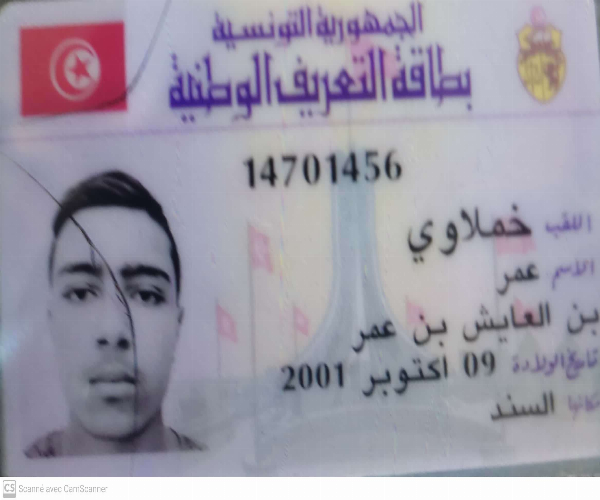 الجمهورية التونسية
بطاقة التعريف الوطنية
14701456
اللقب خملاوي
الاسم عمر
بن العايش بن عمر
تاريخ الولادة 09 اكتوبر 2001
مكانها السند
CS Scanné avec CamScanner